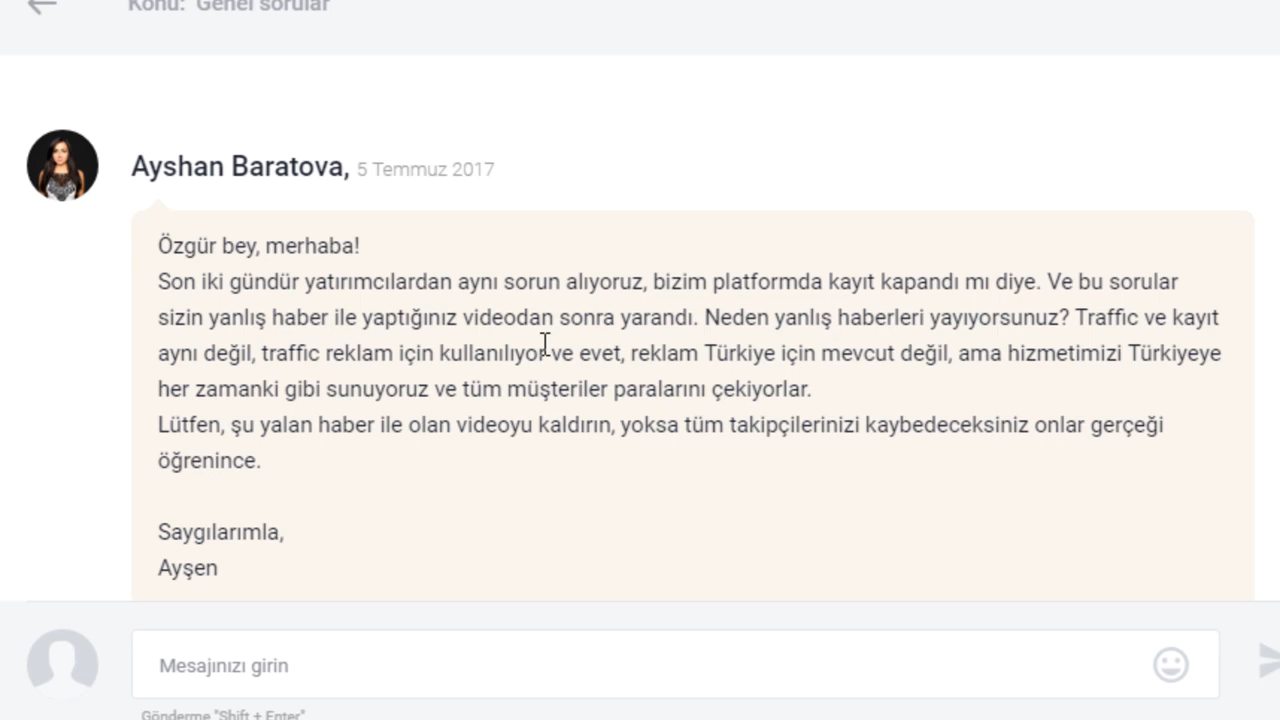 Konu: Genel sorular
Ayshan Baratova, 5 Temmuz 2017
Özgür bey, merhaba!
Son iki gündür yatırımcılardan aynı sorun alıyoruz, bizim platformda kayıt kapandı mı diye. Ve bu sorular
sizin yanlış haber ile yaptığınız videodan sonra yarandı. Neden yanlış haberleri yayıyorsunuz? Traffic ve kayıt
aynı değil, traffic reklam için kullanılıyor ve evet, reklam Türkiye için mevcut değil, ama hizmetimizi Türkiyeye
her zamanki gibi sunuyoruz ve tüm müşteriler paralarını çekiyorlar.
Lütfen, şu yalan haber ile olan videoyu kaldırın, yoksa tüm takipçilerinizi kaybedeceksiniz onlar gerçeği
öğrenince.
Saygılarımla,
Ayşen
Mesajınızı girin
Gönderme "Shift + Enter"